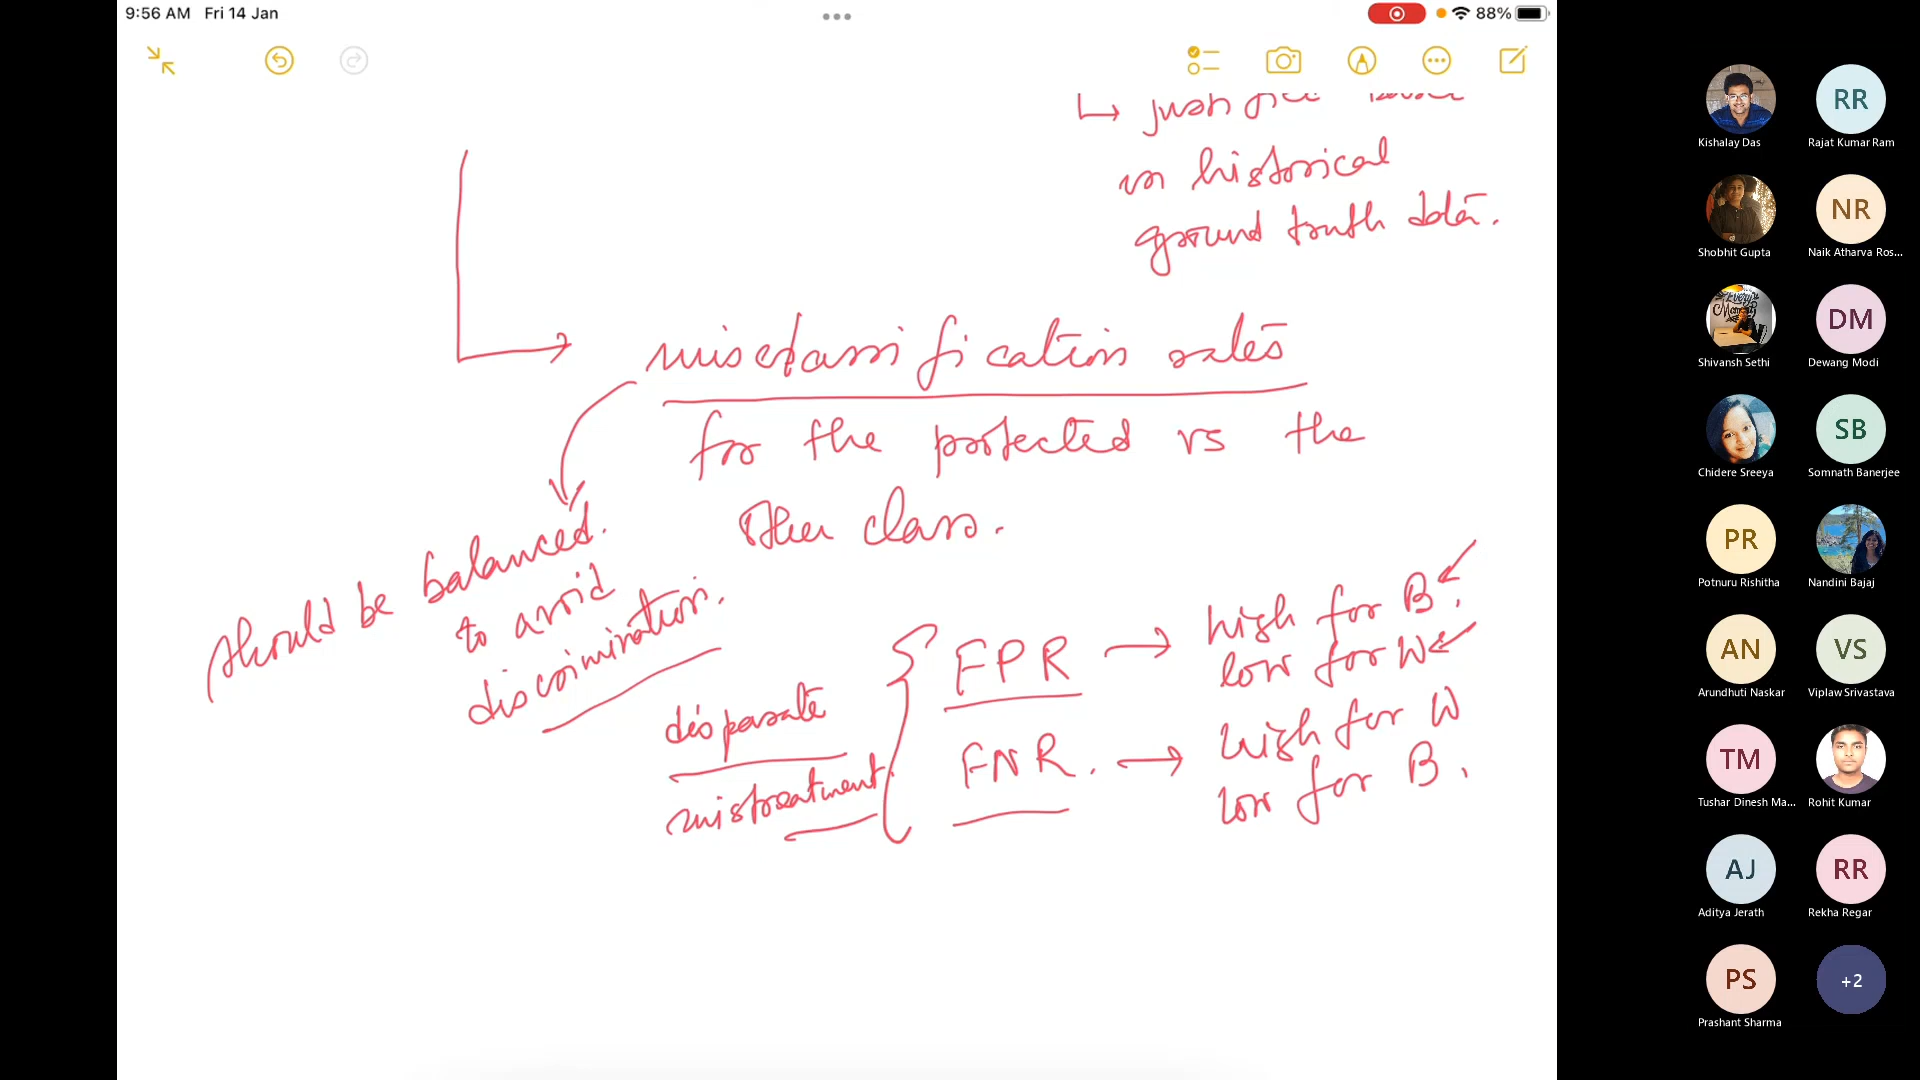 9:56 AM Fri 14 Jan
88%
in historical
ground truth data.
misclassification rates
for the protected vs the
other class.
should be balanced.
to avoid
discrimination.
disparate
mistreatment
FPR → high for B.
low for W
FNR. → high for W
low for B.
Kishalay Das
RR
Rajat Kumar Ram
Shobhit Gupta
NR
Naik Atharva Ros...
Shivansh Sethi
DM
Dewang Modi
Chidere Sreeya
SB
Somnath Banerjee
PR
Potnuru Rishitha
Nandini Bajaj
AN
Arundhuti Naskar
VS
Viplaw Srivastava
TM
Tushar Dinesh Ma...
Rohit Kumar
AJ
Aditya Jerath
RR
Rekha Regar
PS
Prashant Sharma
+2